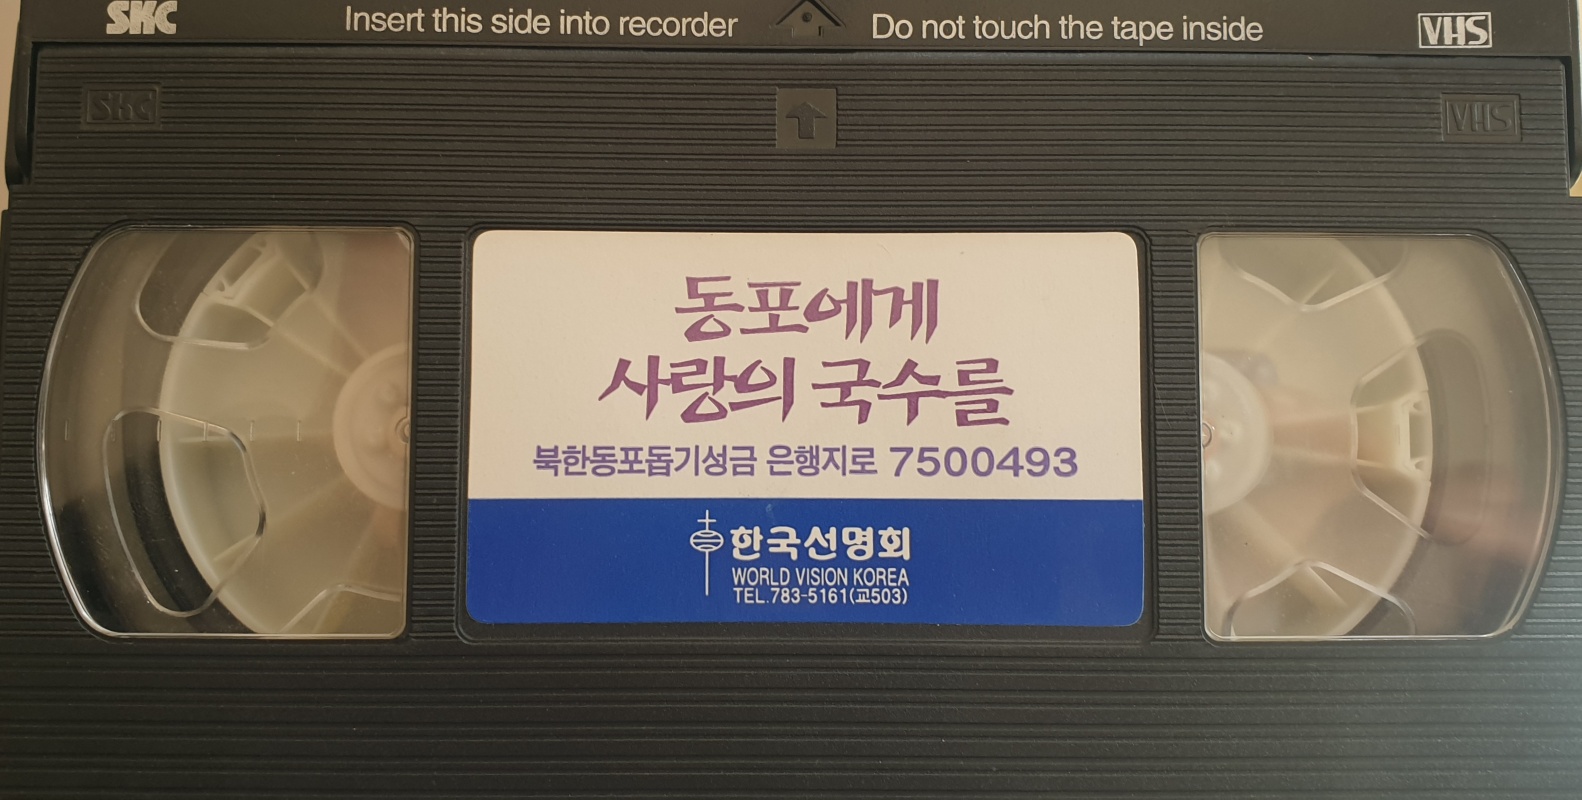 SKC Insert this side into recorder Do not touch the tape inside VHS
SKC VHS
동포에게
사랑의 국수를
북한동포돕기성금 은행지로 7500493
한국선명회
WORLD VISION KOREA
TEL.783-5161(교503)